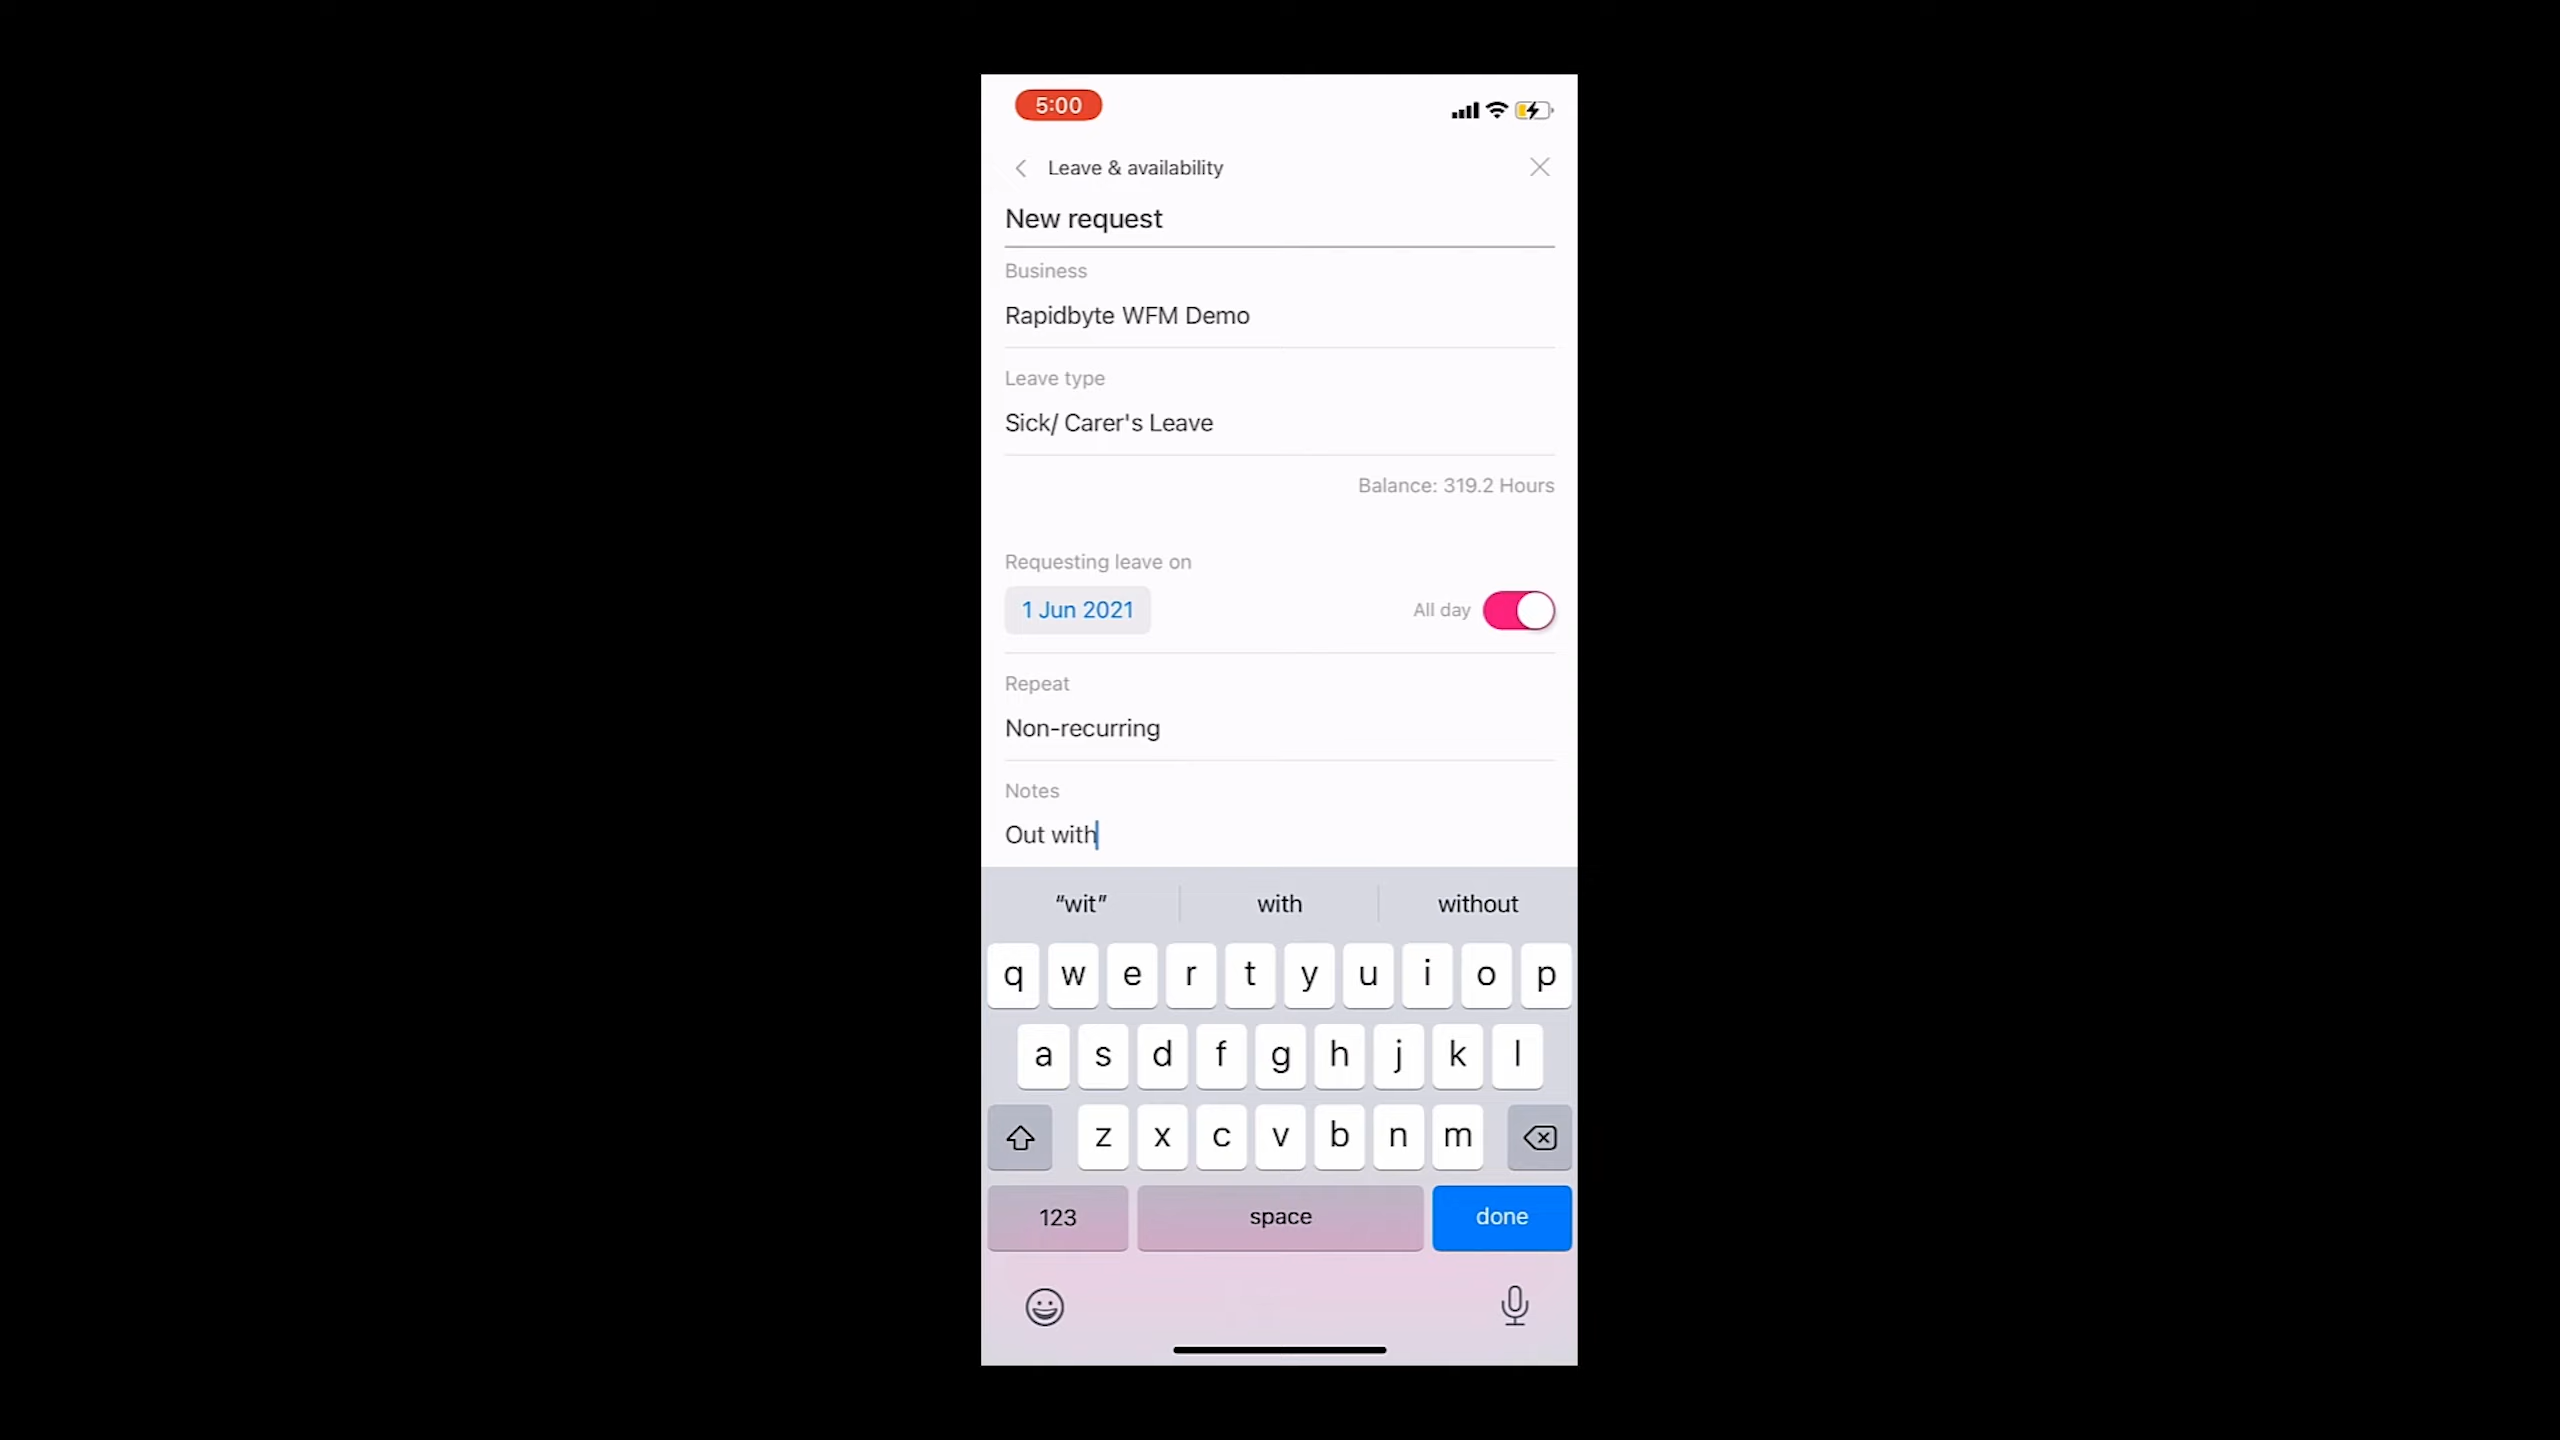 5:00
Leave & availability
New request
Business
Rapidbyte WFM Demo
Leave type
Sick/ Carer's Leave
Balance: 319.2 Hours
Requesting leave on
1 Jun 2021 All day
Repeat
Non-recurring
Notes
Out with
“wit” with without
q w e r t y u i o p
a s d f g h j k l
z x c v b n m
123 space done